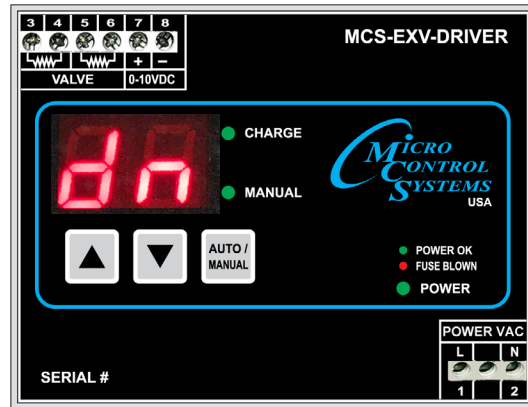 3 4 5 6 7 8
+ −
VALVE 0-10VDC
MCS-EXV-DRIVER
dn
CHARGE
MANUAL
MICRO
CONTROL
SYSTEMS
USA
AUTO /
MANUAL
POWER OK
FUSE BLOWN
POWER
POWER VAC
L N
1 2
SERIAL #